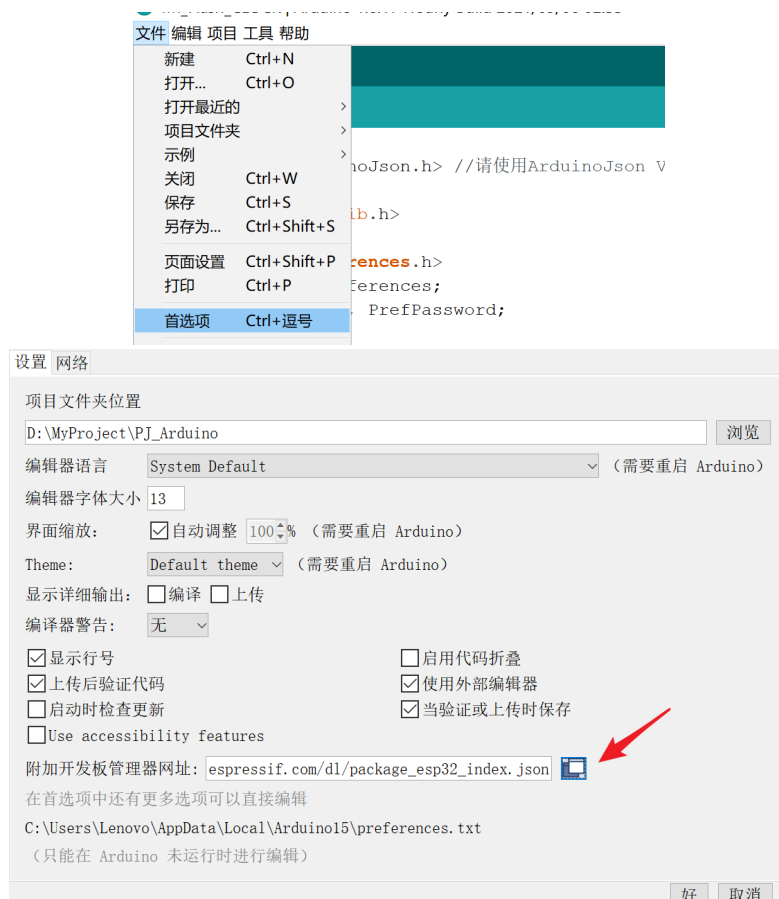 文件 编辑 项目 工具 帮助
新建 Ctrl+N
打开... Ctrl+O
打开最近的
项目文件夹
示例
关闭 Ctrl+W
保存 Ctrl+S
另存为... Ctrl+Shift+S
页面设置 Ctrl+Shift+P
打印 Ctrl+P
首选项 Ctrl+逗号
noJson.h> //请使用ArduinoJson V
ib.h>
rences.h>
ferences;
, PrefPassword;
设置 网络
项目文件夹位置
D:\MyProject\PJ_Arduino 浏览
编辑器语言 System Default (需要重启 Arduino)
编辑器字体大小 13
界面缩放: 自动调整 100% (需要重启 Arduino)
Theme: Default theme (需要重启 Arduino)
显示详细输出: 编译 上传
编译器警告: 无
显示行号 启用代码折叠
上传后验证代码 使用外部编辑器
启动时检查更新 当验证或上传时保存
Use accessibility features
附加开发板管理器网址: espressif.com/dl/package_esp32_index.json
在首选项中还有更多选项可以直接编辑
C:\Users\Lenovo\AppData\Local\Arduino15\preferences.txt
(只能在 Arduino 未运行时进行编辑)
好 取消